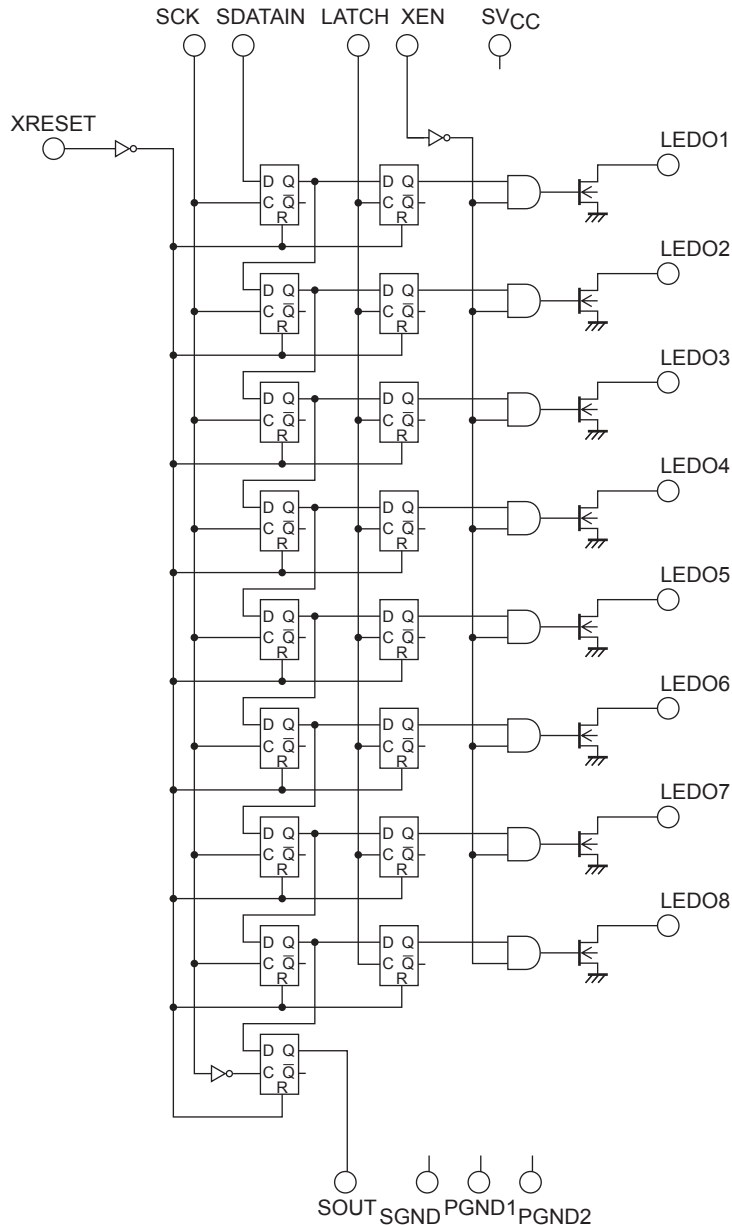 SCK SDATAIN LATCH XEN SVCC
XRESET
LEDO1
D Q D Q
C Q̅ C Q̅
R R
LEDO2
D Q D Q
C Q̅ C Q̅
R R
LEDO3
D Q D Q
C Q̅ C Q̅
R R
LEDO4
D Q D Q
C Q̅ C Q̅
R R
LEDO5
D Q D Q
C Q̅ C Q̅
R R
LEDO6
D Q D Q
C Q̅ C Q̅
R R
LEDO7
D Q D Q
C Q̅ C Q̅
R R
LEDO8
D Q D Q
C Q̅ C Q̅
R R
D Q
C Q̅
R
SOUT SGND PGND1 PGND2